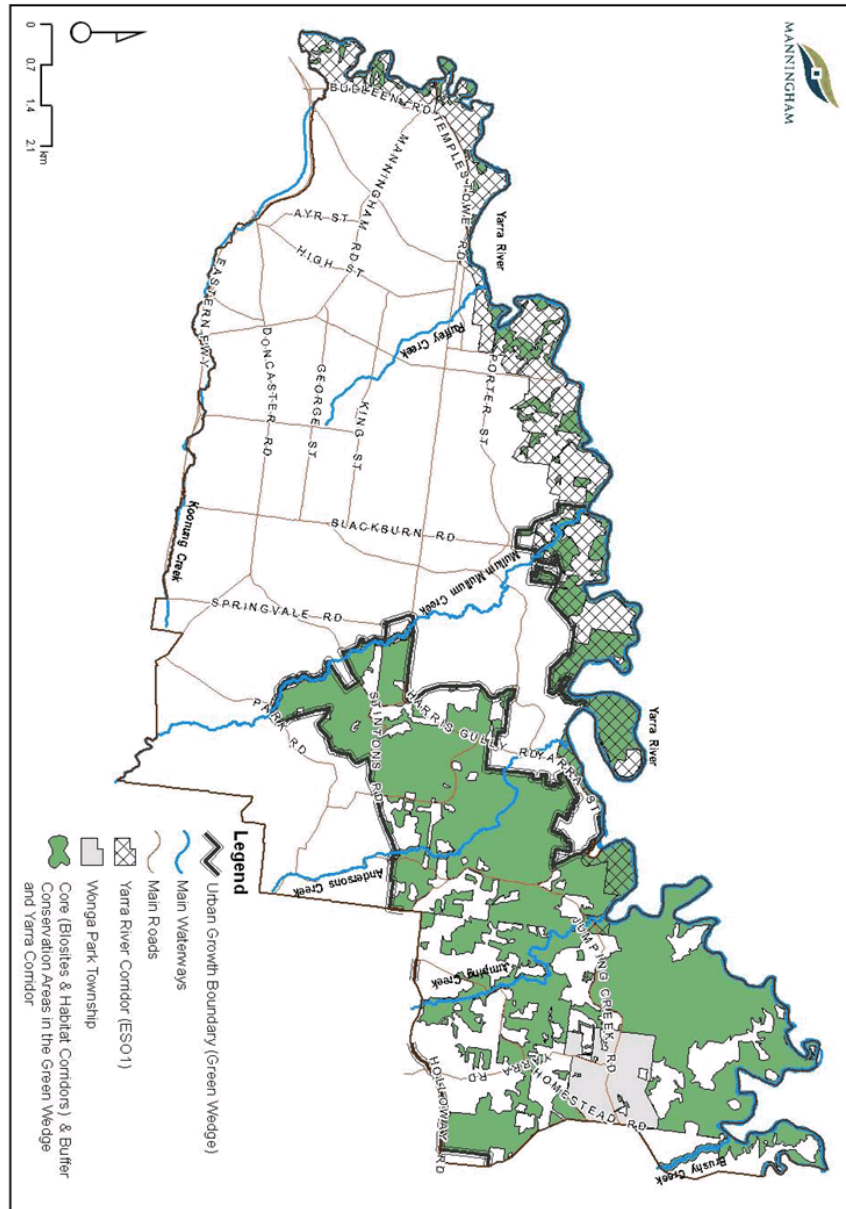 MANNINGHAM
0
0.7
1.4
2.1
km
Yarra River
Yarra River
BULLEEN RD
TEMPLESTOWE RD
MANNINGHAM RD
AYR ST
HIGH ST
EASTERN FWY
DONCASTER RD
GEORGE ST
KING ST
Ruffey Creek
PORTER ST
BLACKBURN RD
Koonung Creek
Mullum Mullum Creek
SPRINGVALE RD
PARK RD
STINTONS RD
HARRIS GULLY RD
YARRA ST
Andersons Creek
JUMPING CREEK RD
Jumping Creek
YARRA RD
HOMESTEAD RD
HOLLOWAY RD
Brushy Creek
Legend
Urban Growth Boundary (Green Wedge)
Main Waterways
Main Roads
Yarra River Corridor (ESO1)
Wonga Park Township
Core (Biosites & Habitat Corridors) & Buffer
Conservation Areas in the Green Wedge
and Yarra Corridor